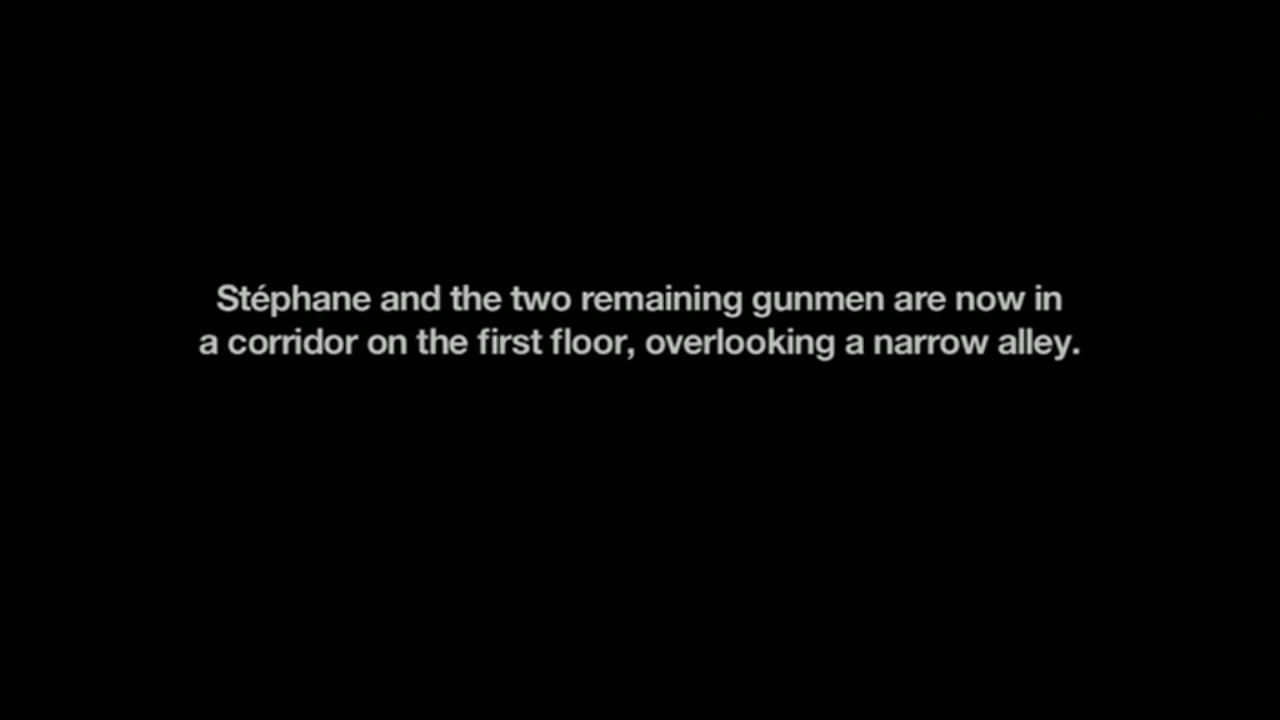 Stéphane and the two remaining gunmen are now in
a corridor on the first floor, overlooking a narrow alley.